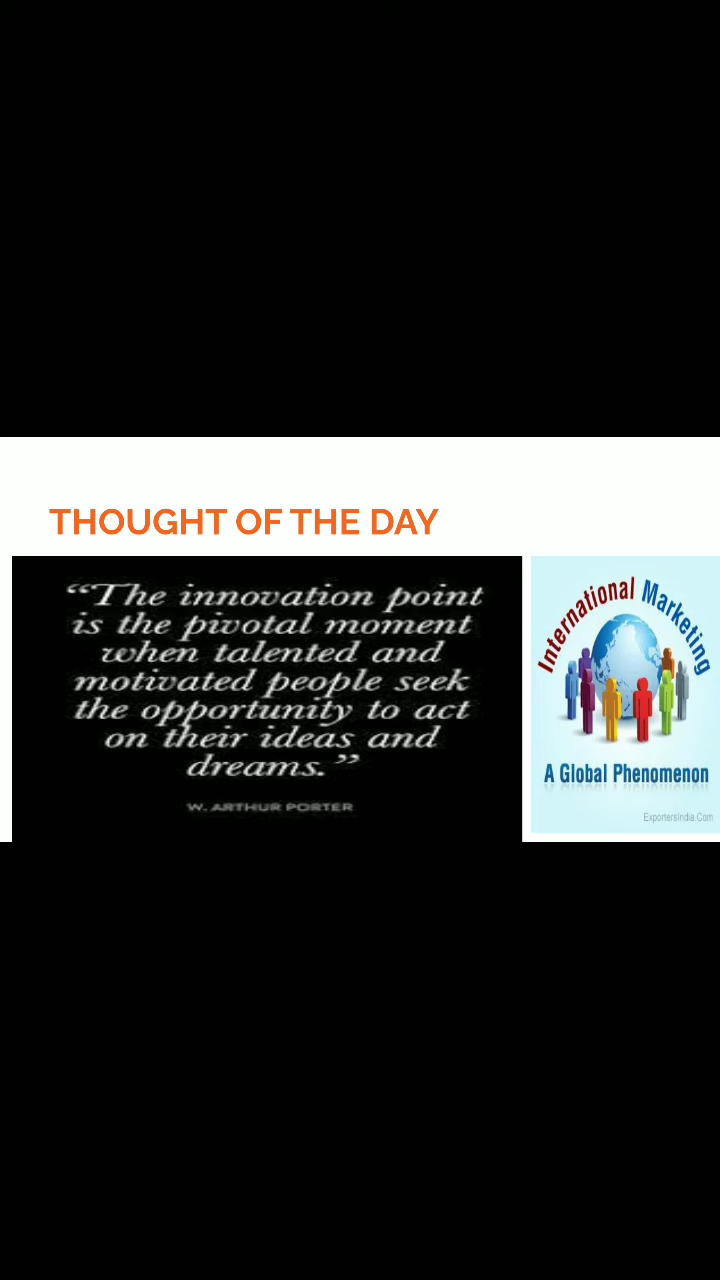 THOUGHT OF THE DAY
““The innovation point
is the pivotal moment
when talented and
motivated people seek
the opportunity to act
on their ideas and
dreams.””
W. ARTHUR PORTER
International Marketing
A Global Phenomenon
ExportersIndia.Com